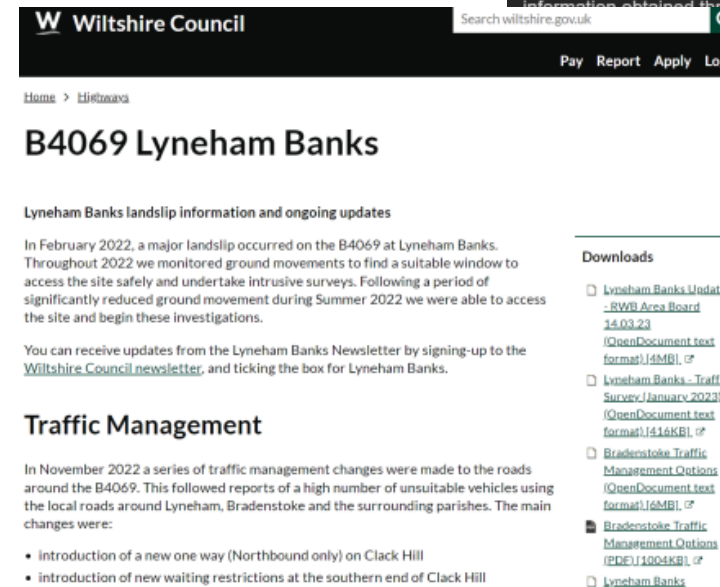 information obtained thr
W Wiltshire Council
Search wiltshire.gov.uk
Pay Report Apply Lo
Home > Highways
B4069 Lyneham Banks
Lyneham Banks landslip information and ongoing updates
In February 2022, a major landslip occurred on the B4069 at Lyneham Banks.
Throughout 2022 we monitored ground movements to find a suitable window to
access the site safely and undertake intrusive surveys. Following a period of
significantly reduced ground movement during Summer 2022 we were able to access
the site and begin these investigations.
You can receive updates from the Lyneham Banks Newsletter by signing-up to the
Wiltshire Council newsletter, and ticking the box for Lyneham Banks.
Traffic Management
In November 2022 a series of traffic management changes were made to the roads
around the B4069. This followed reports of a high number of unsuitable vehicles using
the local roads around Lyneham, Bradenstoke and the surrounding parishes. The main
changes were:
• introduction of a new one way (Northbound only) on Clack Hill
• introduction of new waiting restrictions at the southern end of Clack Hill
Downloads
Lyneham Banks Updat
- RWB Area Board
14.03.23
(OpenDocument text
format) [4MB]
Lyneham Banks - Traff
Survey (January 2023)
(OpenDocument text
format) [416KB]
Bradenstoke Traffic
Management Options
(OpenDocument text
format) [6MB]
Bradenstoke Traffic
Management Options
(PDF) [1004KB]
Lyneham Banks